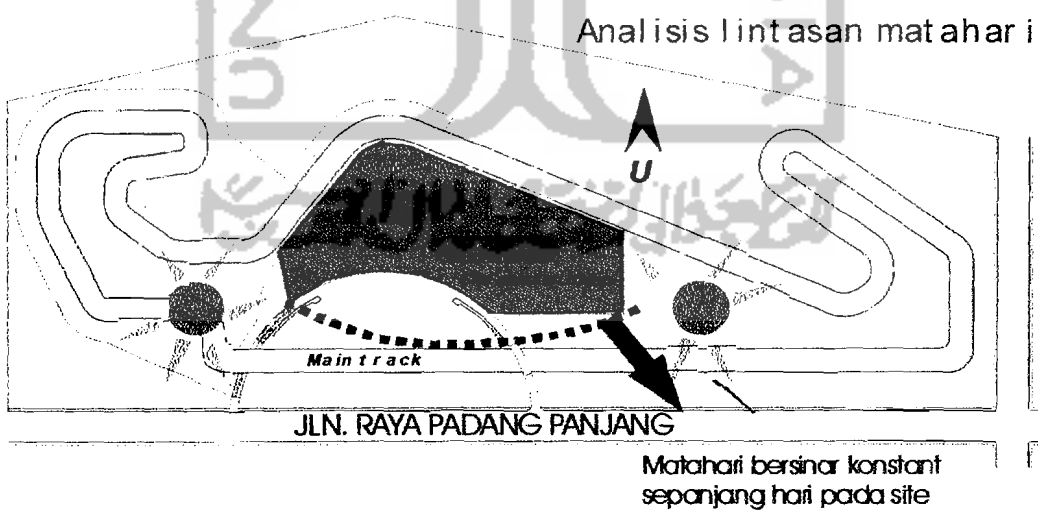 Analisis lintasan matahari
U
Main track
JLN. RAYA PADANG PANJANG
Matahari bersinar konstant
sepanjang hari pada site